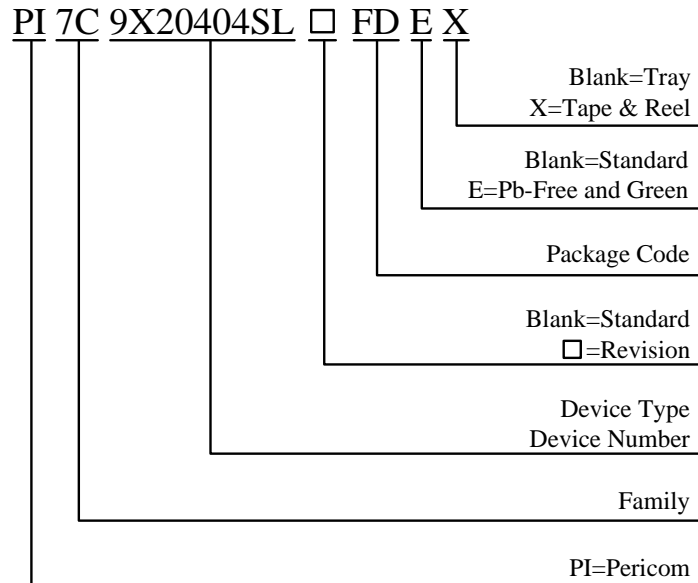 PI 7C 9X20404SL □ FD E X
Blank=Tray
X=Tape & Reel
Blank=Standard
E=Pb-Free and Green
Package Code
Blank=Standard
□=Revision
Device Type
Device Number
Family
PI=Pericom